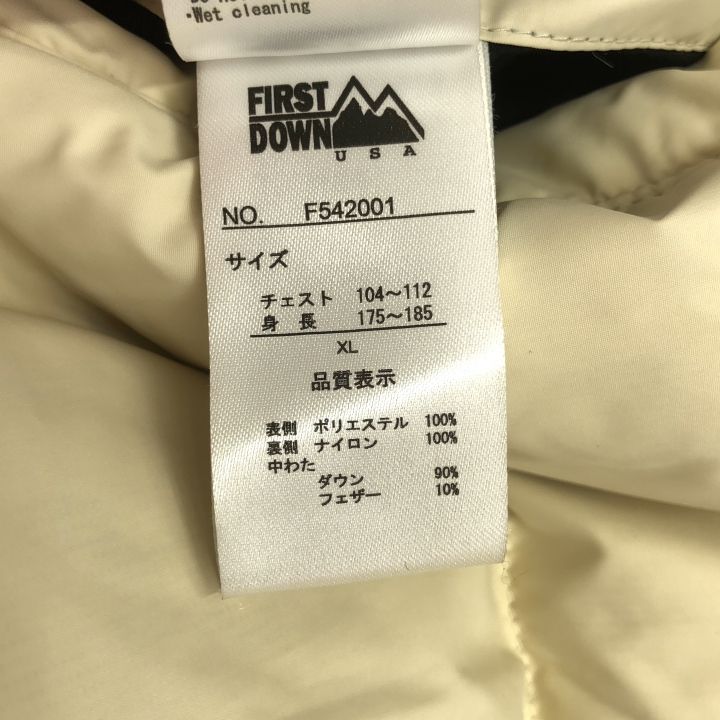 ・Wet cleaning
FIRST
DOWN
USA
NO. F542001
サイズ
チェスト 104～112
身 長 175～185
XL
品質表示
表側 ポリエステル 100%
裏側 ナイロン 100%
中わた
ダウン 90%
フェザー 10%